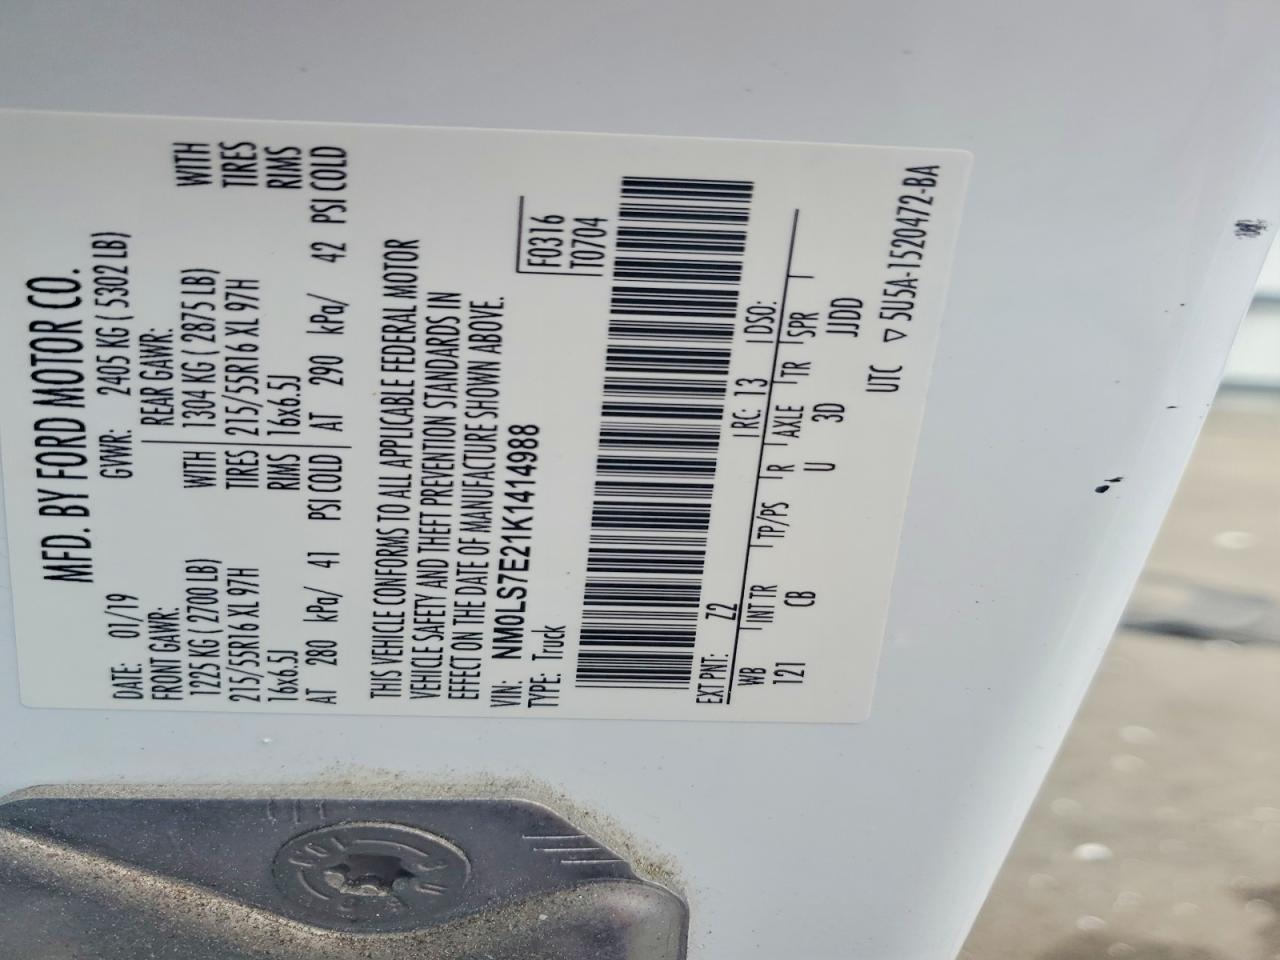 MFD. BY FORD MOTOR CO.
DATE: 01/19 GVWR: 2405 KG ( 5302 LB)
FRONT GAWR: REAR GAWR:
1225 KG ( 2700 LB) WITH 1304 KG ( 2875 LB) WITH
215/55R16 XL 97H TIRES 215/55R16 XL 97H TIRES
16x6.5J RIMS 16x6.5J RIMS
AT 280 kPa/ 41 PSI COLD AT 290 kPa/ 42 PSI COLD
THIS VEHICLE CONFORMS TO ALL APPLICABLE FEDERAL MOTOR
VEHICLE SAFETY AND THEFT PREVENTION STANDARDS IN
EFFECT ON THE DATE OF MANUFACTURE SHOWN ABOVE.
VIN: NM0LS7E21K1414988 F0316
TYPE: Truck T0704
EXT PNT: Z2 RC: 13 DSO:
WB INT TR TP/PS R AXLE TR SPR
121 CB U 3D JJDD
UTC ▽ 5U5A-1520472-BA